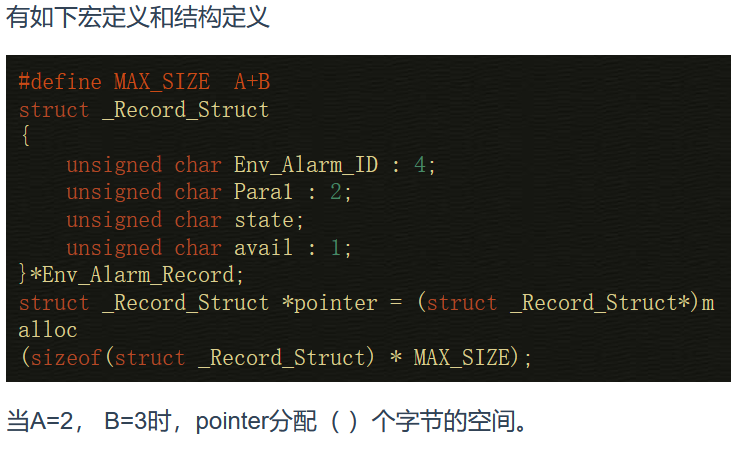 有如下宏定义和结构定义
#define MAX_SIZE  A+B
struct _Record_Struct
{
    unsigned char Env_Alarm_ID : 4;
    unsigned char Para1 : 2;
    unsigned char state;
    unsigned char avail : 1;
}*Env_Alarm_Record;
struct _Record_Struct *pointer = (struct _Record_Struct*)m
alloc
(sizeof(struct _Record_Struct) * MAX_SIZE);
当A=2， B=3时，pointer分配（ ）个字节的空间。